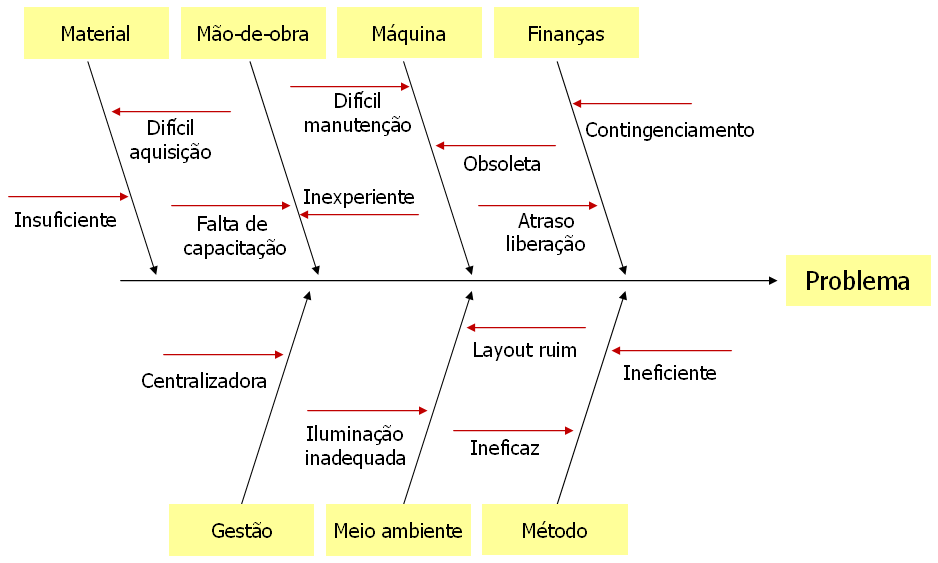 Material
Mão-de-obra
Máquina
Finanças
Difícil
manutenção
Difícil
aquisição
Contingenciamento
Obsoleta
Inexperiente
Insuficiente
Falta de
capacitação
Atraso
liberação
Problema
Layout ruim
Centralizadora
Ineficiente
Iluminação
inadequada
Ineficaz
Gestão
Meio ambiente
Método